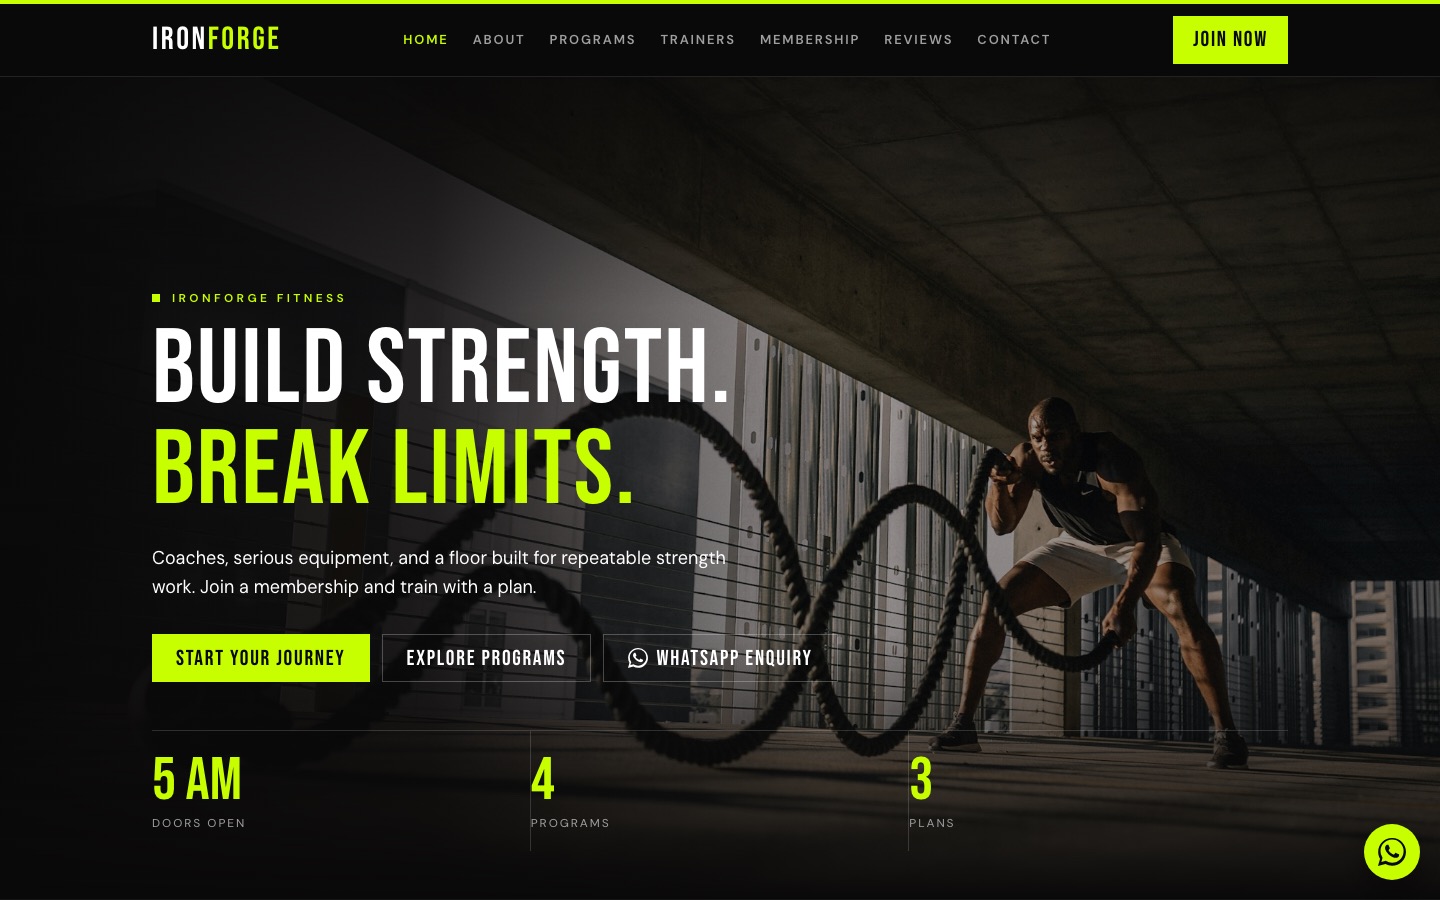 IRONFORGE
HOME ABOUT PROGRAMS TRAINERS MEMBERSHIP REVIEWS CONTACT
JOIN NOW
IRONFORGE FITNESS
BUILD STRENGTH.
BREAK LIMITS.
Coaches, serious equipment, and a floor built for repeatable strength
work. Join a membership and train with a plan.
START YOUR JOURNEY
EXPLORE PROGRAMS
WHATSAPP ENQUIRY
5 AM
DOORS OPEN
4
PROGRAMS
3
PLANS